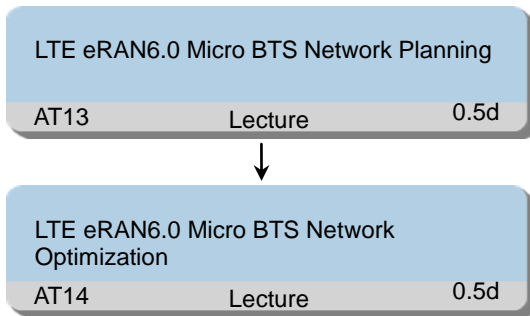 LTE eRAN6.0 Micro BTS Network Planning
AT13 Lecture 0.5d
LTE eRAN6.0 Micro BTS Network
Optimization
AT14 Lecture 0.5d